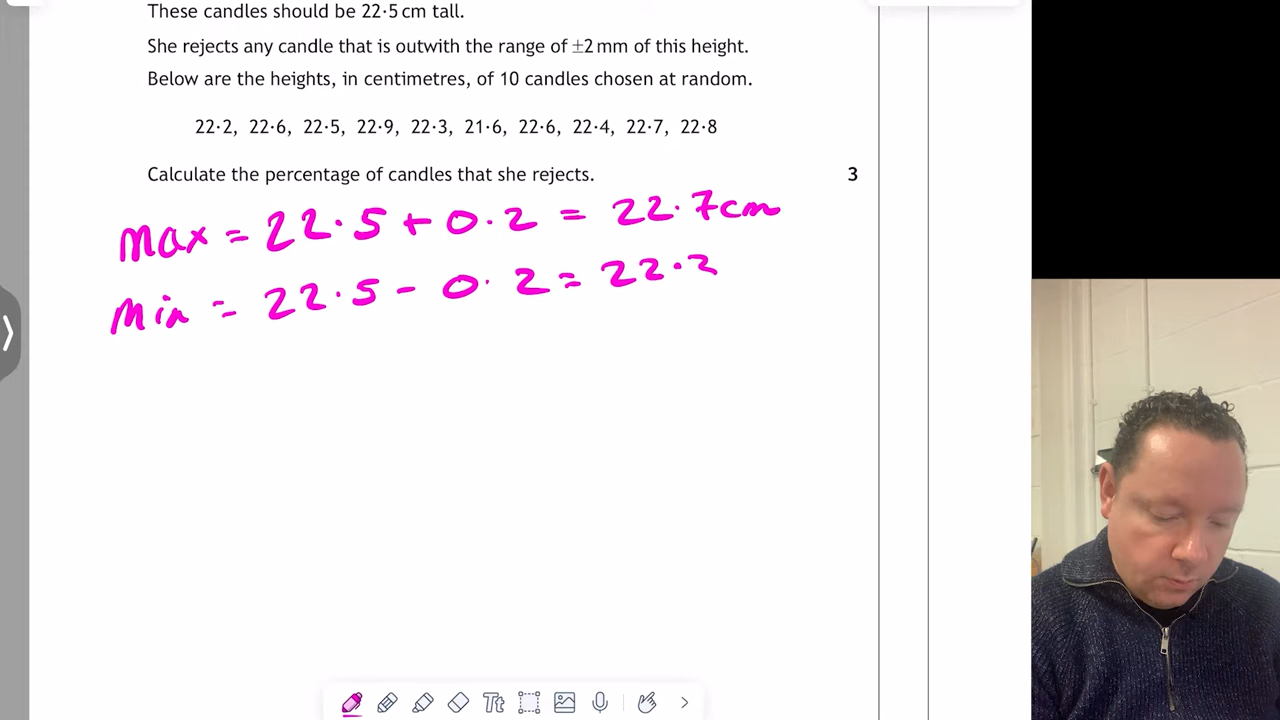 These candles should be 22·5 cm tall.
She rejects any candle that is outwith the range of ±2 mm of this height.
Below are the heights, in centimetres, of 10 candles chosen at random.
22·2, 22·6, 22·5, 22·9, 22·3, 21·6, 22·6, 22·4, 22·7, 22·8
Calculate the percentage of candles that she rejects. 3
Max = 22·5 + 0·2 = 22·7cm
Min = 22·5 - 0·2 = 22·2
Tt